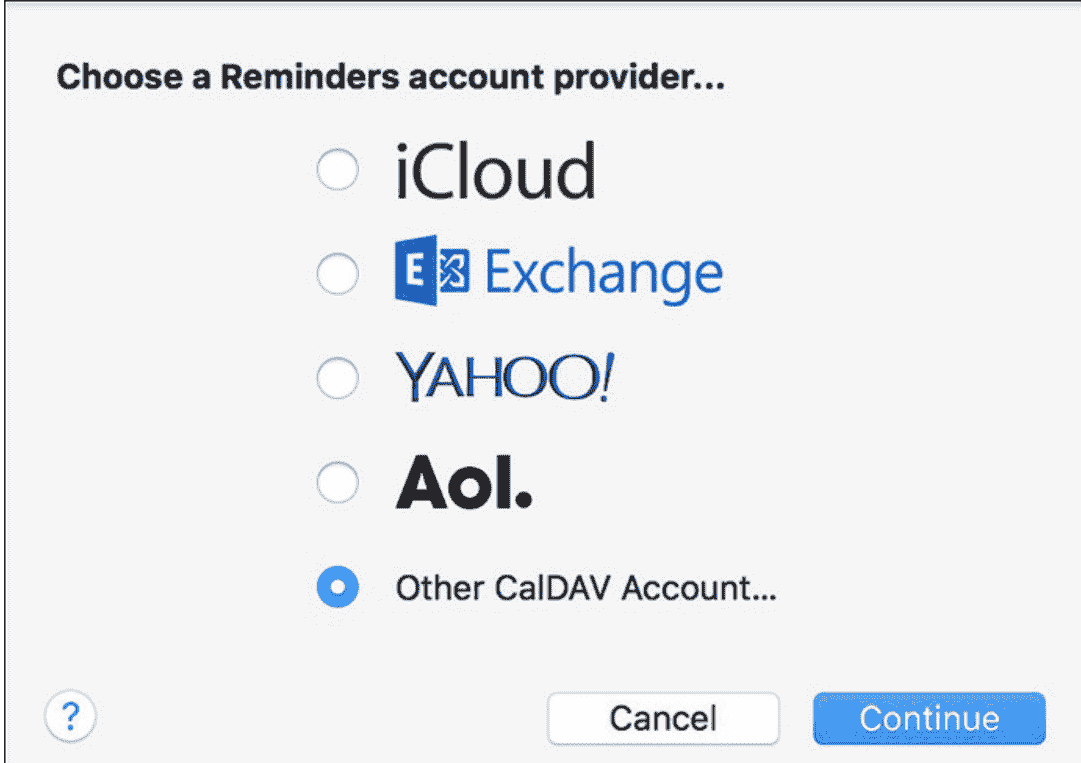 Choose a Reminders account provider...
iCloud
E Exchange
YAHOO!
Aol.
Other CalDAV Account...
?
Cancel
Continue